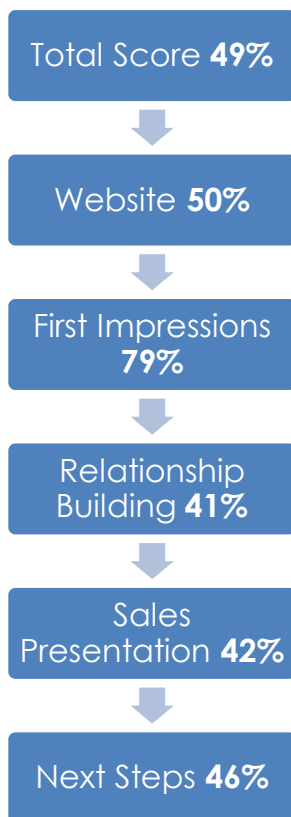 Total Score 49%
Website 50%
First Impressions
79%
Relationship
Building 41%
Sales
Presentation 42%
Next Steps 46%